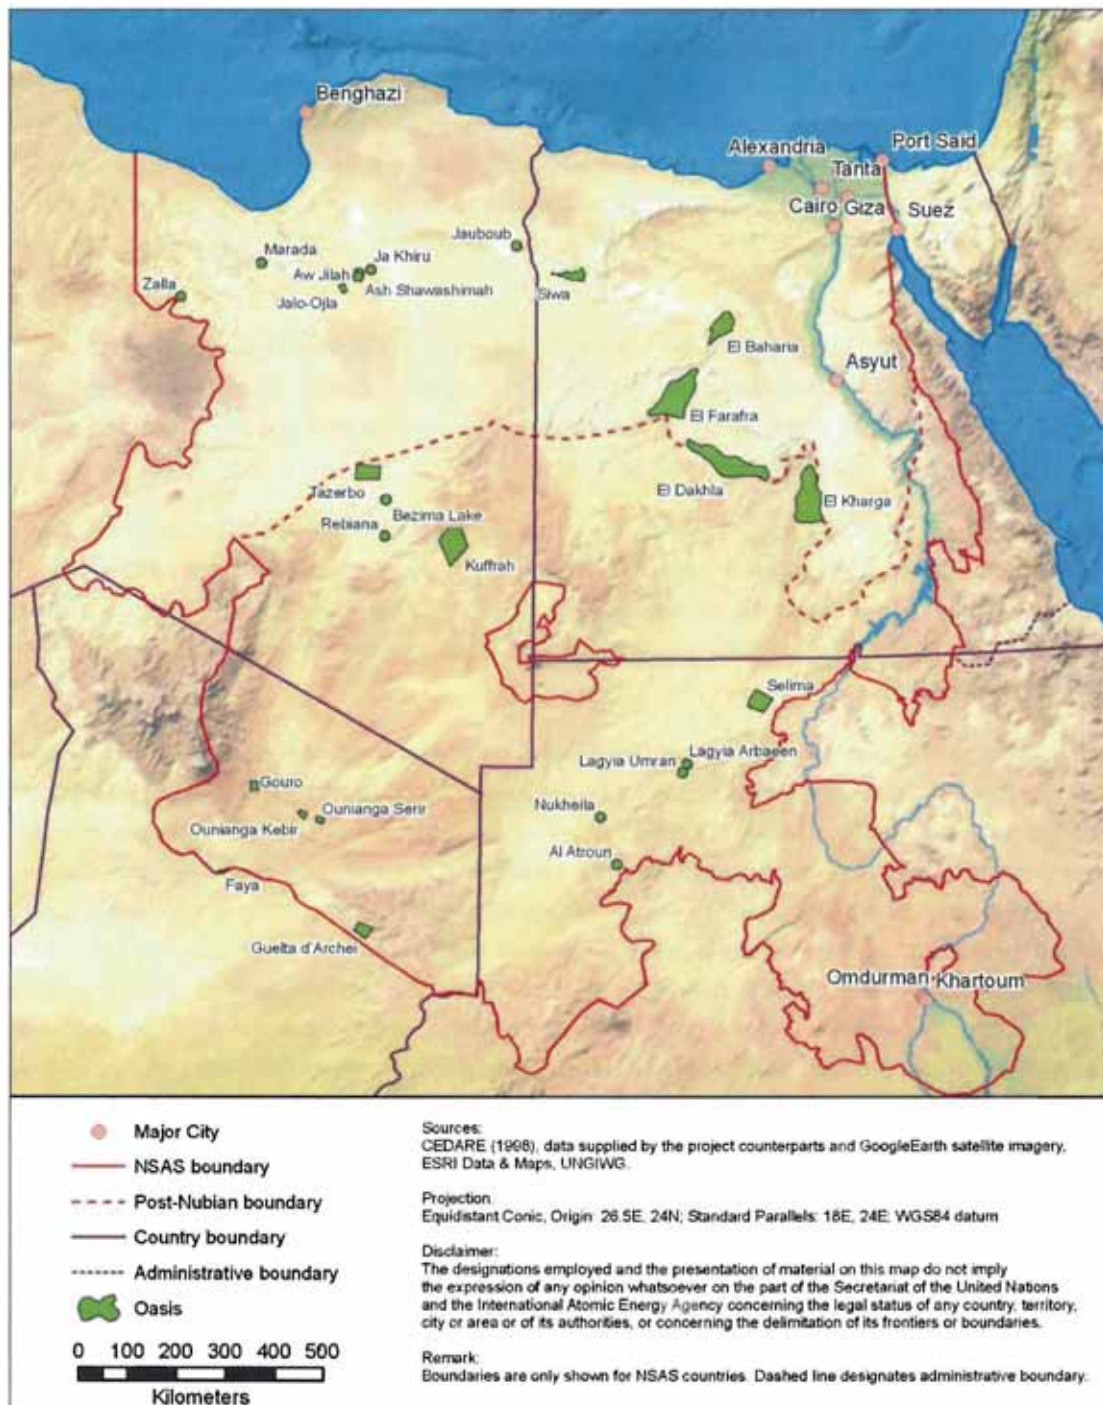 Benghazi
Alexandria
Port Said
Tanta
Cairo
Giza
Suez
Jauboub
Marada
Ja Khiru
Aw Jilah
Zalla
Ash Shawashimah
Jalo-Ojla
Siwa
El Baharia
Asyut
El Farafra
El Dakhla
El Kharga
Tazerbo
Bezima Lake
Rebiana
Kuffrah
Selima
Lagyia Arbaeen
Lagyia Umran
Gouro
Ounianga Serir
Ounianga Kebir
Nukheila
Al Atroun
Faya
Guelta d'Archei
Omdurman
Khartoum
Major City
NSAS boundary
Post-Nubian boundary
Country boundary
Administrative boundary
Oasis
0 100 200 300 400 500
Kilometers
Sources:
CEDARE (1998), data supplied by the project counterparts and GoogleEarth satellite imagery,
ESRI Data & Maps, UNGIWG.
Projection
Equidistant Conic, Origin: 26.5E, 24N; Standard Parallels: 18E, 24E; WGS84 datum
Disclaimer:
The designations employed and the presentation of material on this map do not imply
the expression of any opinion whatsoever on the part of the Secretariat of the United Nations
and the International Atomic Energy Agency concerning the legal status of any country, territory,
city or area or of its authorities, or concerning the delimitation of its frontiers or boundaries.
Remark:
Boundaries are only shown for NSAS countries. Dashed line designates administrative boundary.